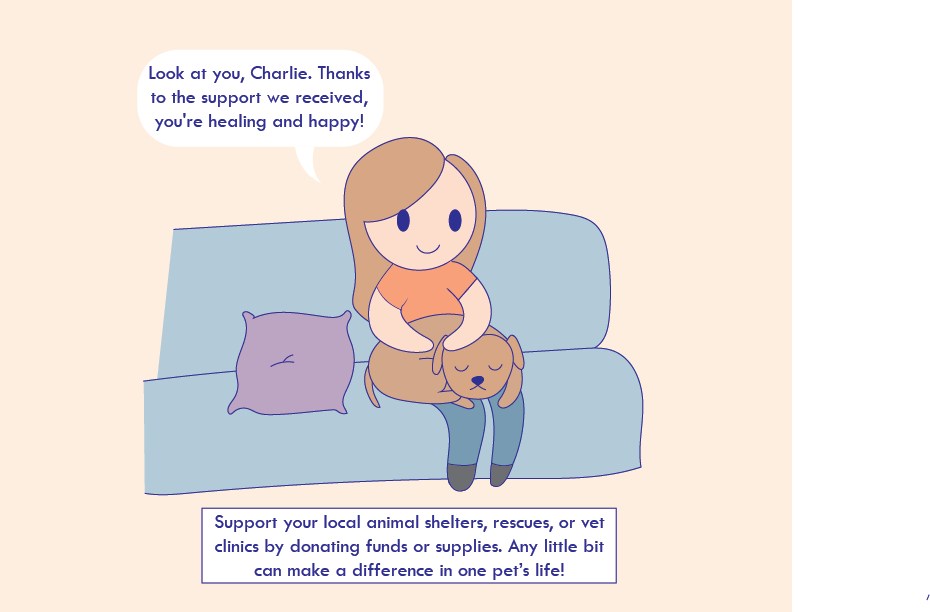 Look at you, Charlie. Thanks
to the support we received,
you're healing and happy!
Support your local animal shelters, rescues, or vet
clinics by donating funds or supplies. Any little bit
can make a difference in one pet’s life!